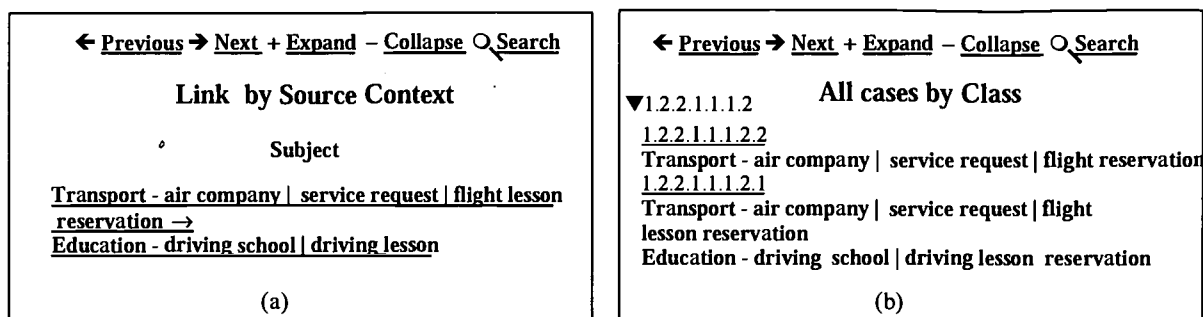 ← Previous → Next + Expand – Collapse Search
Link by Source Context
Subject
Transport - air company | service request | flight lesson
reservation →
Education - driving school | driving lesson
(a)
← Previous → Next + Expand – Collapse Search
All cases by Class
▼1.2.2.1.1.1.2
1.2.2.1.1.1.2.2
Transport - air company | service request | flight reservation
1.2.2.1.1.1.2.1
Transport - air company | service request | flight
lesson reservation
Education - driving school | driving lesson reservation
(b)